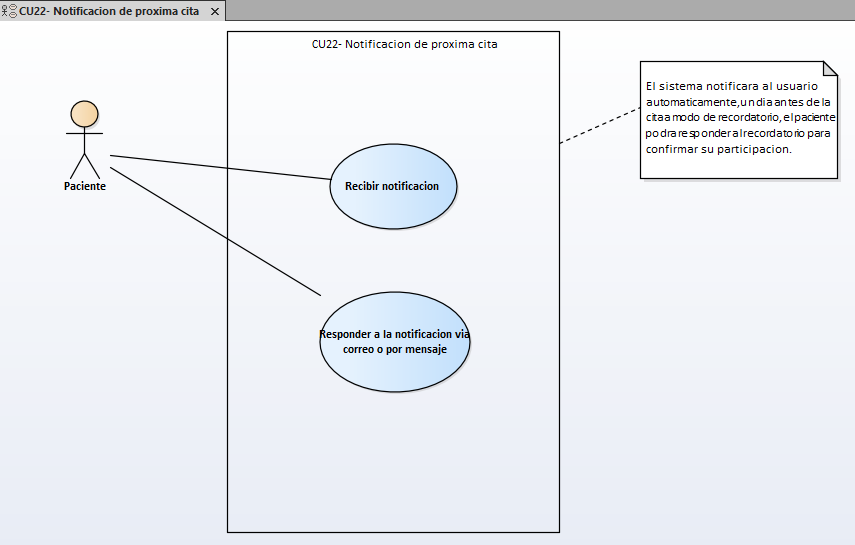 CU22- Notificacion de proxima cita
CU22- Notificacion de proxima cita
El sistema notificara al usuario
automaticamente, un dia antes de la
cita a modo de recordatorio, el paciente
podra responder al recordatorio para
confirmar su participacion.
Recibir notificacion
Paciente
Responder a la notificacion via
correo o por mensaje